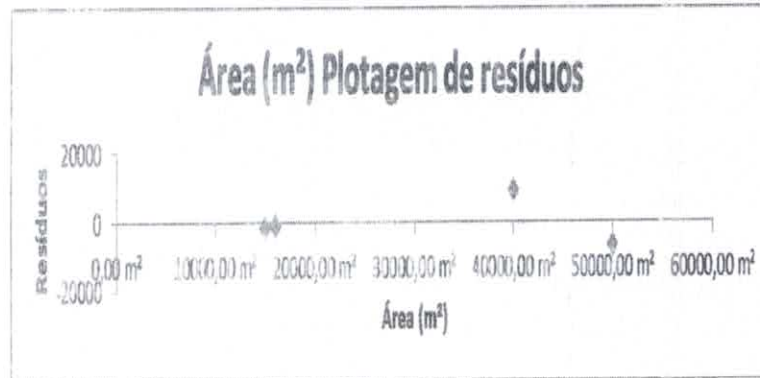 Área (m²) Plotagem de resíduos
Resíduos
20000
0
-20000
0,00 m² 10000,00 m² 20000,00 m² 30000,00 m² 40000,00 m² 50000,00 m² 60000,00 m²
Área (m²)